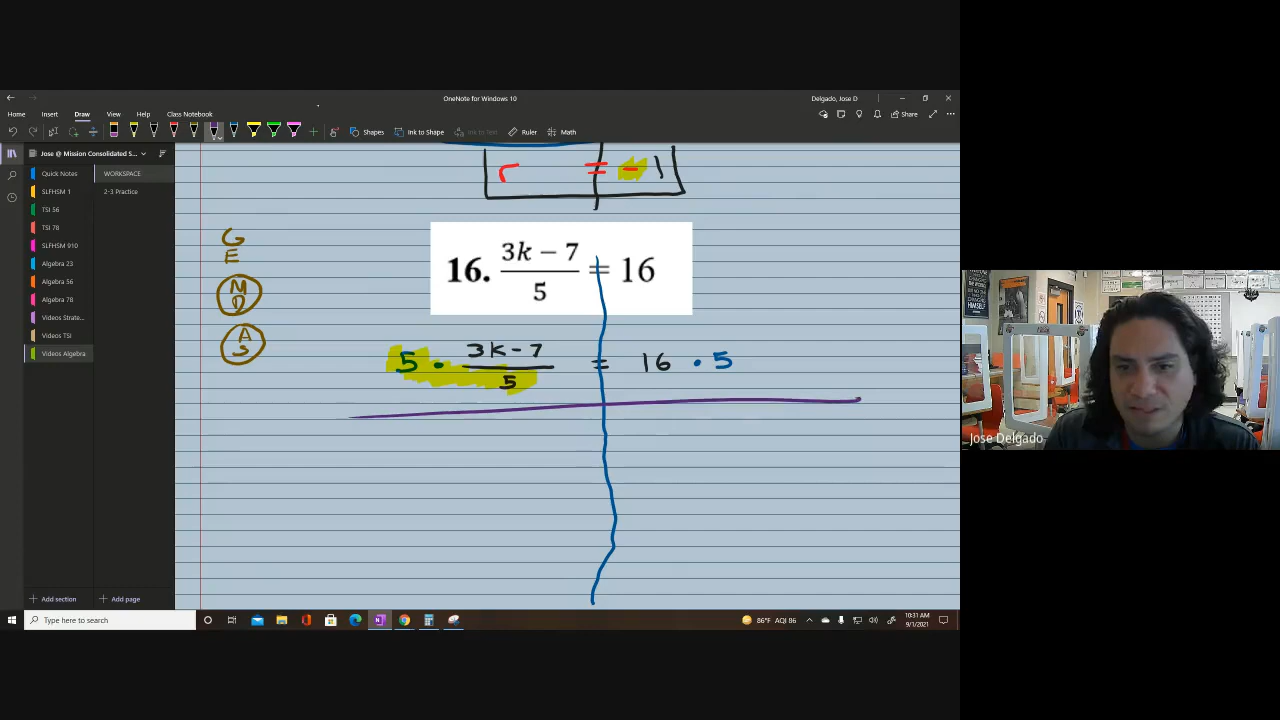 OneNote for Windows 10
Delgado, Jose D
Home Insert Draw View Help Class Notebook
Share
Shapes Ink to Shape Ink to Text Ruler Math
Jose @ Mission Consolidated S...
Quick Notes
SLFHSM 1
TSI 56
TSI 78
SLFHSM 910
Algebra 23
Algebra 56
Algebra 78
Videos Strate...
Videos TSI
Videos Algebra
WORKSPACE
2-3 Practice
Add section
Add page
r = - 1
G
E
M
D
A
S
16. (3k − 7)/5 = 16
5 · (3k - 7)/5 = 16 · 5
Jose Delgado
Type here to search
86°F AQI 86
10:31 AM
9/1/2021